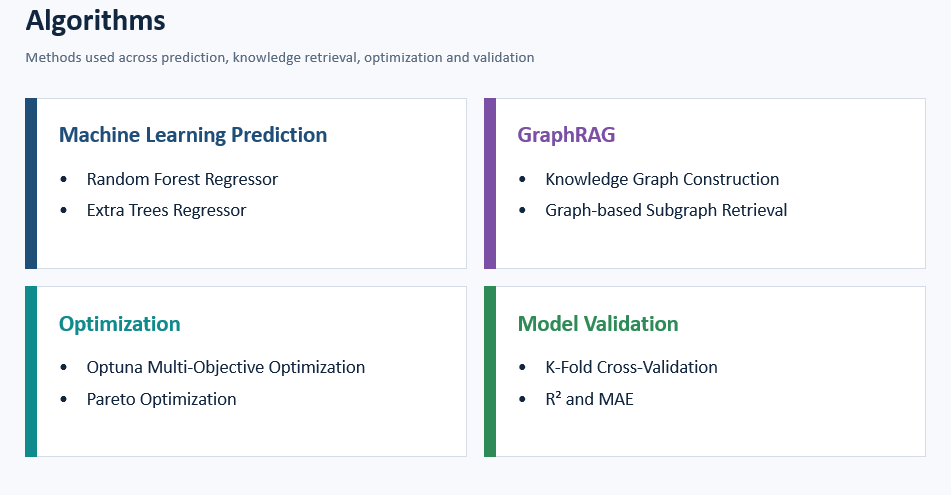 Algorithms
Methods used across prediction, knowledge retrieval, optimization and validation
Machine Learning Prediction
• Random Forest Regressor
• Extra Trees Regressor
GraphRAG
• Knowledge Graph Construction
• Graph-based Subgraph Retrieval
Optimization
• Optuna Multi-Objective Optimization
• Pareto Optimization
Model Validation
• K-Fold Cross-Validation
• R² and MAE